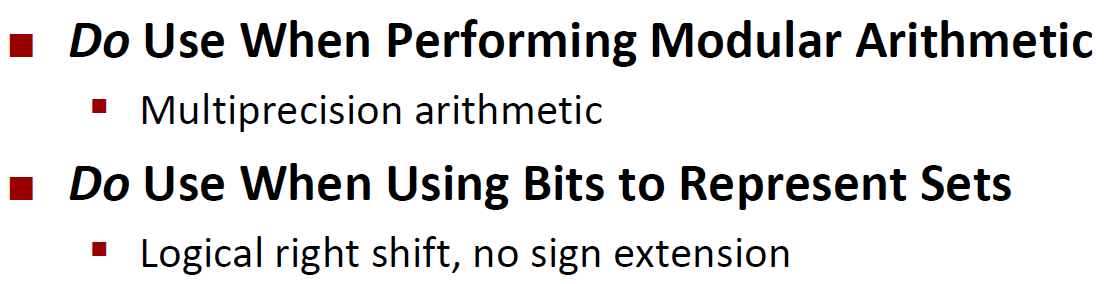 Do Use When Performing Modular Arithmetic
Multiprecision arithmetic
Do Use When Using Bits to Represent Sets
Logical right shift, no sign extension